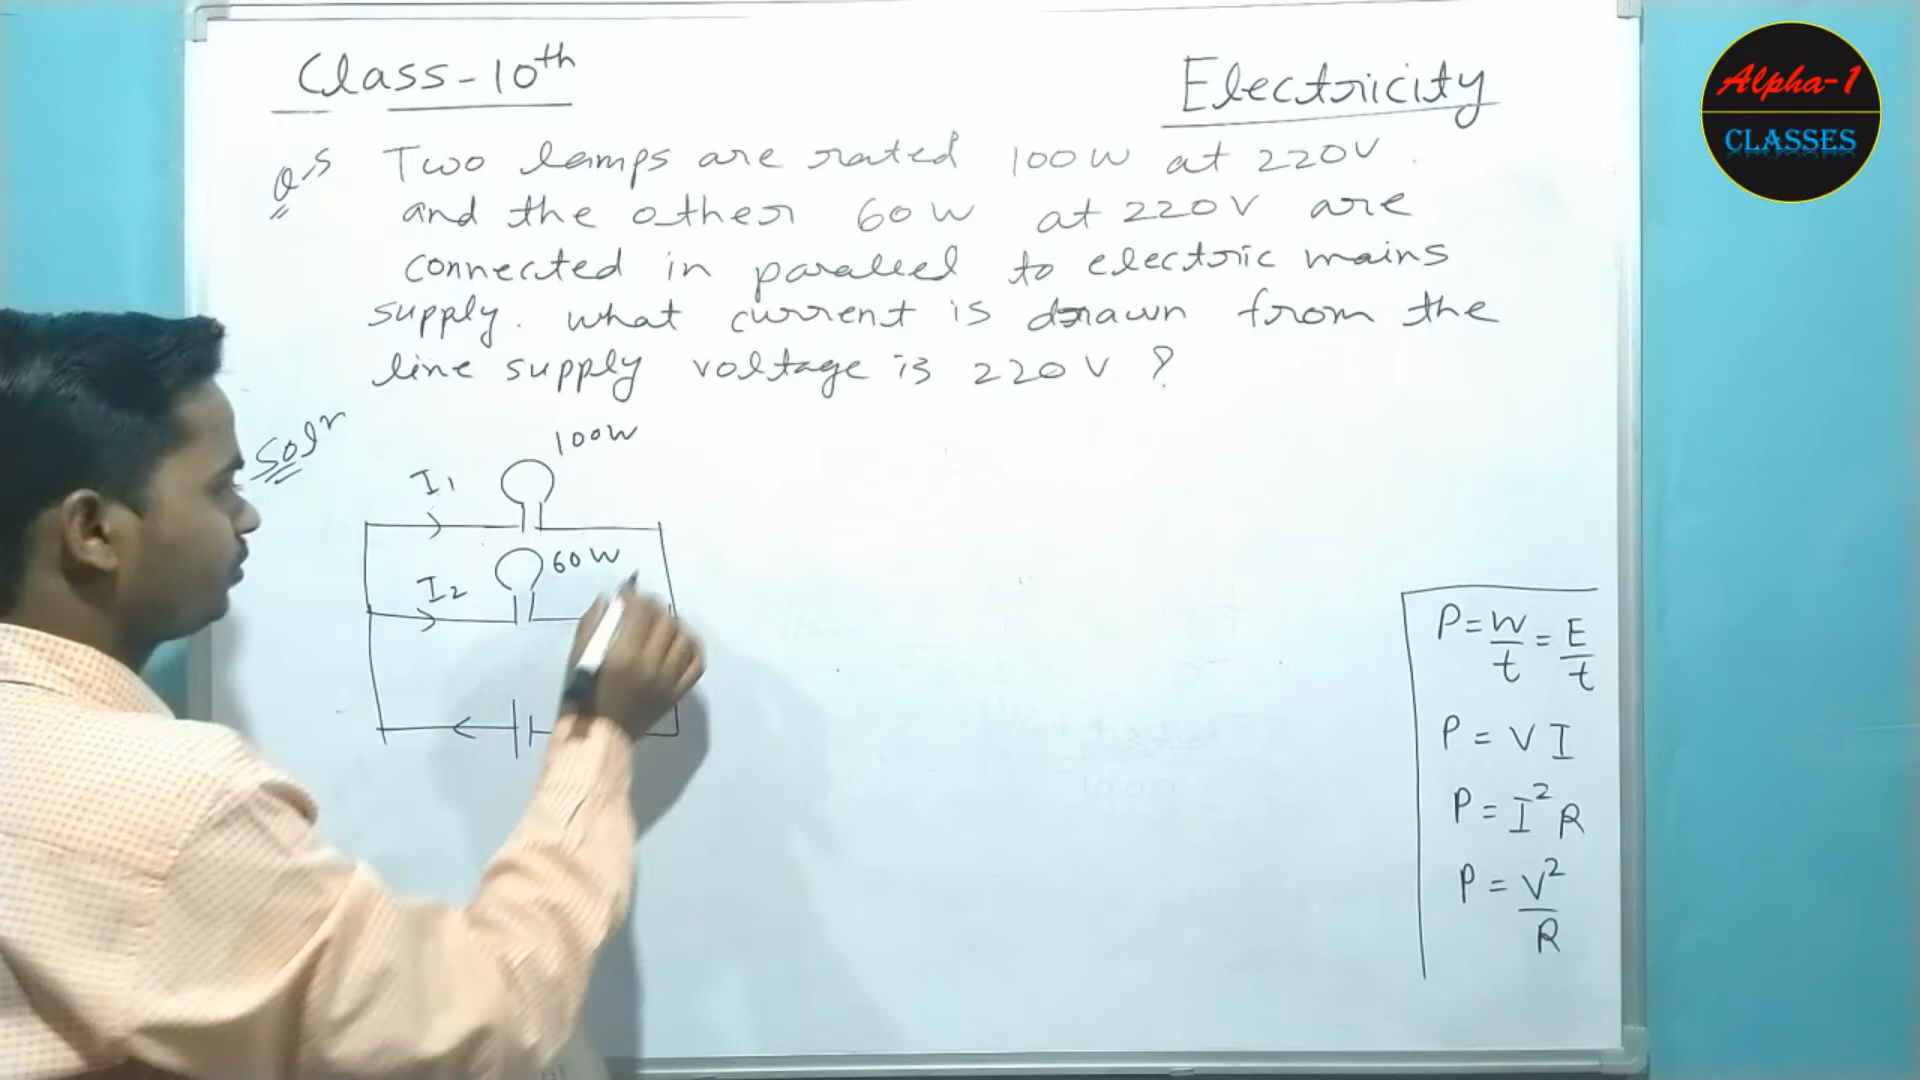 Class-10th
Electricity
Alpha-1
CLASSES
Q-5 Two lamps are rated 100W at 220V.
and the other 60W at 220V are
connected in parallel to electric mains
supply. what current is drawn from the
line supply voltage is 220V ?
Soln
100W
I1
60W
I2
P = W/t = E/t
P = VI
P = I²R
P = V²/R